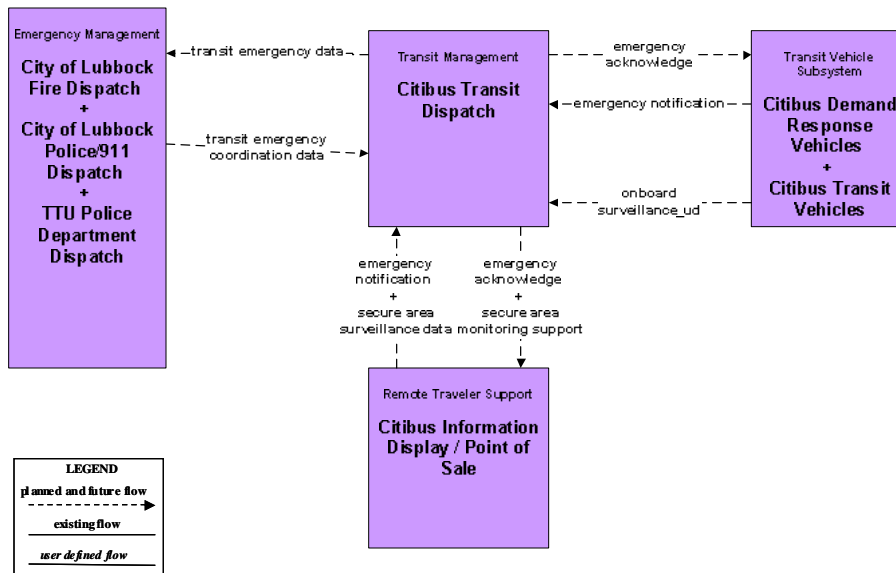 Emergency Management
City of Lubbock
Fire Dispatch
+
City of Lubbock
Police/911
Dispatch
+
TTU Police
Department
Dispatch
transit emergency data
transit emergency
coordination data
Transit Management
Citibus Transit
Dispatch
emergency
acknowledge
emergency notification
onboard
surveillance_ud
Transit Vehicle
Subsystem
Citibus Demand
Response
Vehicles
+
Citibus Transit
Vehicles
emergency
notification
+
secure area
surveillance data
emergency
acknowledge
+
secure area
monitoring support
Remote Traveler Support
Citibus Information
Display / Point of
Sale
LEGEND
planned and future flow
existing flow
user defined flow